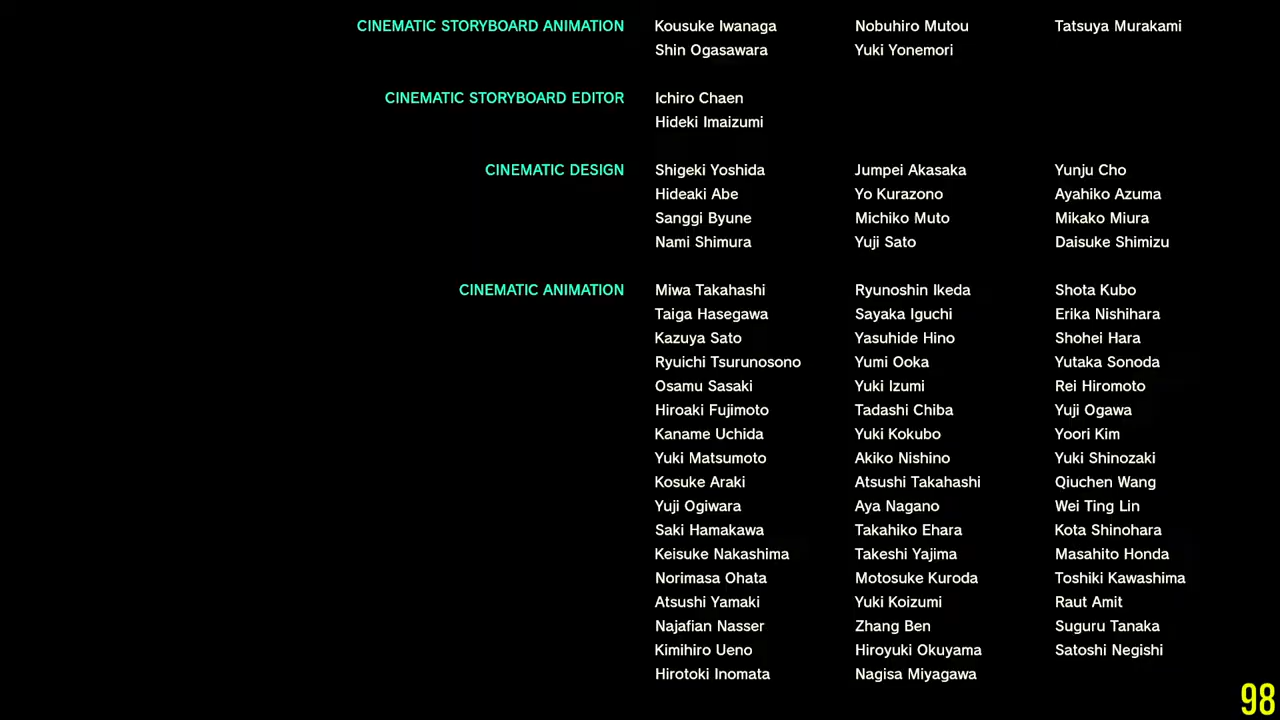 CINEMATIC STORYBOARD ANIMATION Kousuke Iwanaga Nobuhiro Mutou Tatsuya Murakami
Shin Ogasawara Yuki Yonemori
CINEMATIC STORYBOARD EDITOR Ichiro Chaen
Hideki Imaizumi
CINEMATIC DESIGN Shigeki Yoshida Jumpei Akasaka Yunju Cho
Hideaki Abe Yo Kurazono Ayahiko Azuma
Sanggi Byune Michiko Muto Mikako Miura
Nami Shimura Yuji Sato Daisuke Shimizu
CINEMATIC ANIMATION Miwa Takahashi Ryunoshin Ikeda Shota Kubo
Taiga Hasegawa Sayaka Iguchi Erika Nishihara
Kazuya Sato Yasuhide Hino Shohei Hara
Ryuichi Tsurunosono Yumi Ooka Yutaka Sonoda
Osamu Sasaki Yuki Izumi Rei Hiromoto
Hiroaki Fujimoto Tadashi Chiba Yuji Ogawa
Kaname Uchida Yuki Kokubo Yoori Kim
Yuki Matsumoto Akiko Nishino Yuki Shinozaki
Kosuke Araki Atsushi Takahashi Qiuchen Wang
Yuji Ogiwara Aya Nagano Wei Ting Lin
Saki Hamakawa Takahiko Ehara Kota Shinohara
Keisuke Nakashima Takeshi Yajima Masahito Honda
Norimasa Ohata Motosuke Kuroda Toshiki Kawashima
Atsushi Yamaki Yuki Koizumi Raut Amit
Najafian Nasser Zhang Ben Suguru Tanaka
Kimihiro Ueno Hiroyuki Okuyama Satoshi Negishi
Hirotoki Inomata Nagisa Miyagawa
98